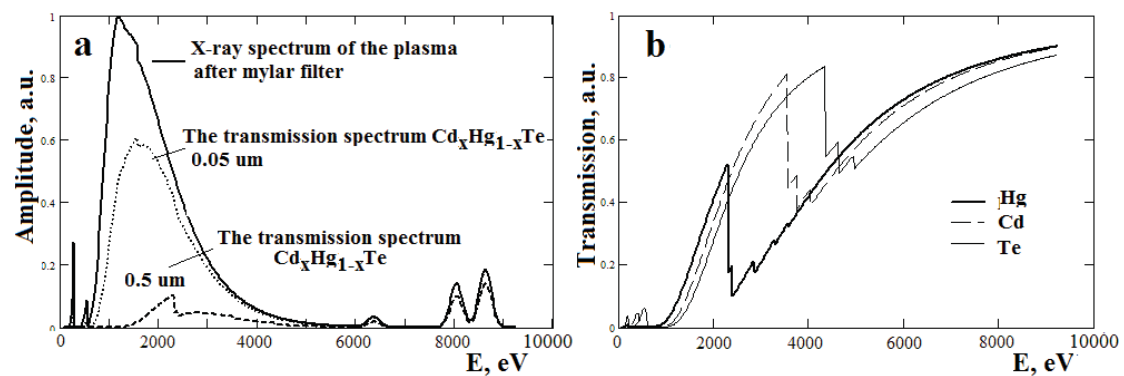 a
X-ray spectrum of the plasma
after mylar filter
The transmission spectrum CdxHg1-xTe
0.05 um
The transmission spectrum
CdxHg1-xTe
0.5 um
Amplitude, a.u.
1
0.8
0.6
0.4
0.2
0
0 2000 4000 6000 8000 10000
E, eV
b
Hg
Cd
Te
Transmission, a.u.
1
0.8
0.6
0.4
0.2
0
0 2000 4000 6000 8000 10000
E, eV